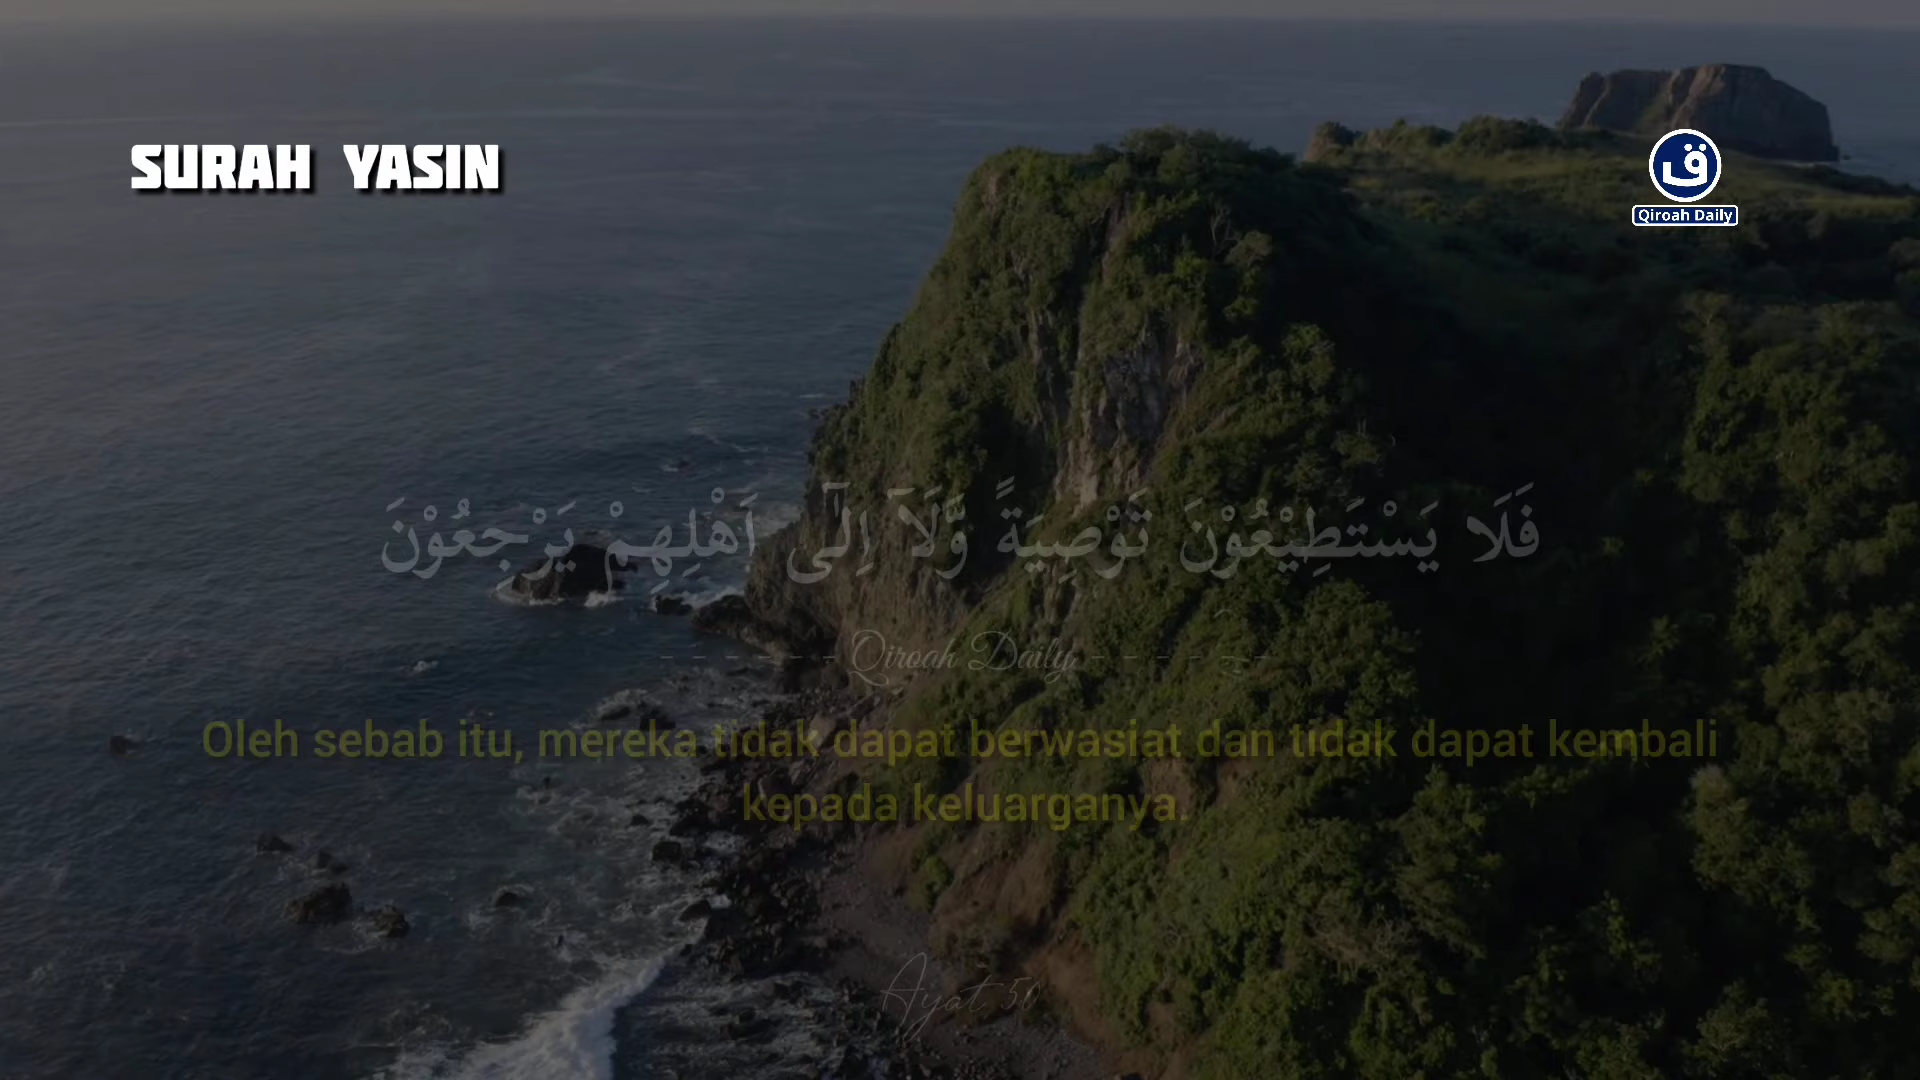 SURAH YASIN
ق
Qiroah Daily
فَلَا يَسْتَطِيْعُوْنَ تَوْصِيَةً وَّلَآ اِلٰٓى اَهْلِهِمْ يَرْجِعُوْنَ
Qiroah Daily
Oleh sebab itu, mereka tidak dapat berwasiat dan tidak dapat kembali
kepada keluarganya.
Ayat 50